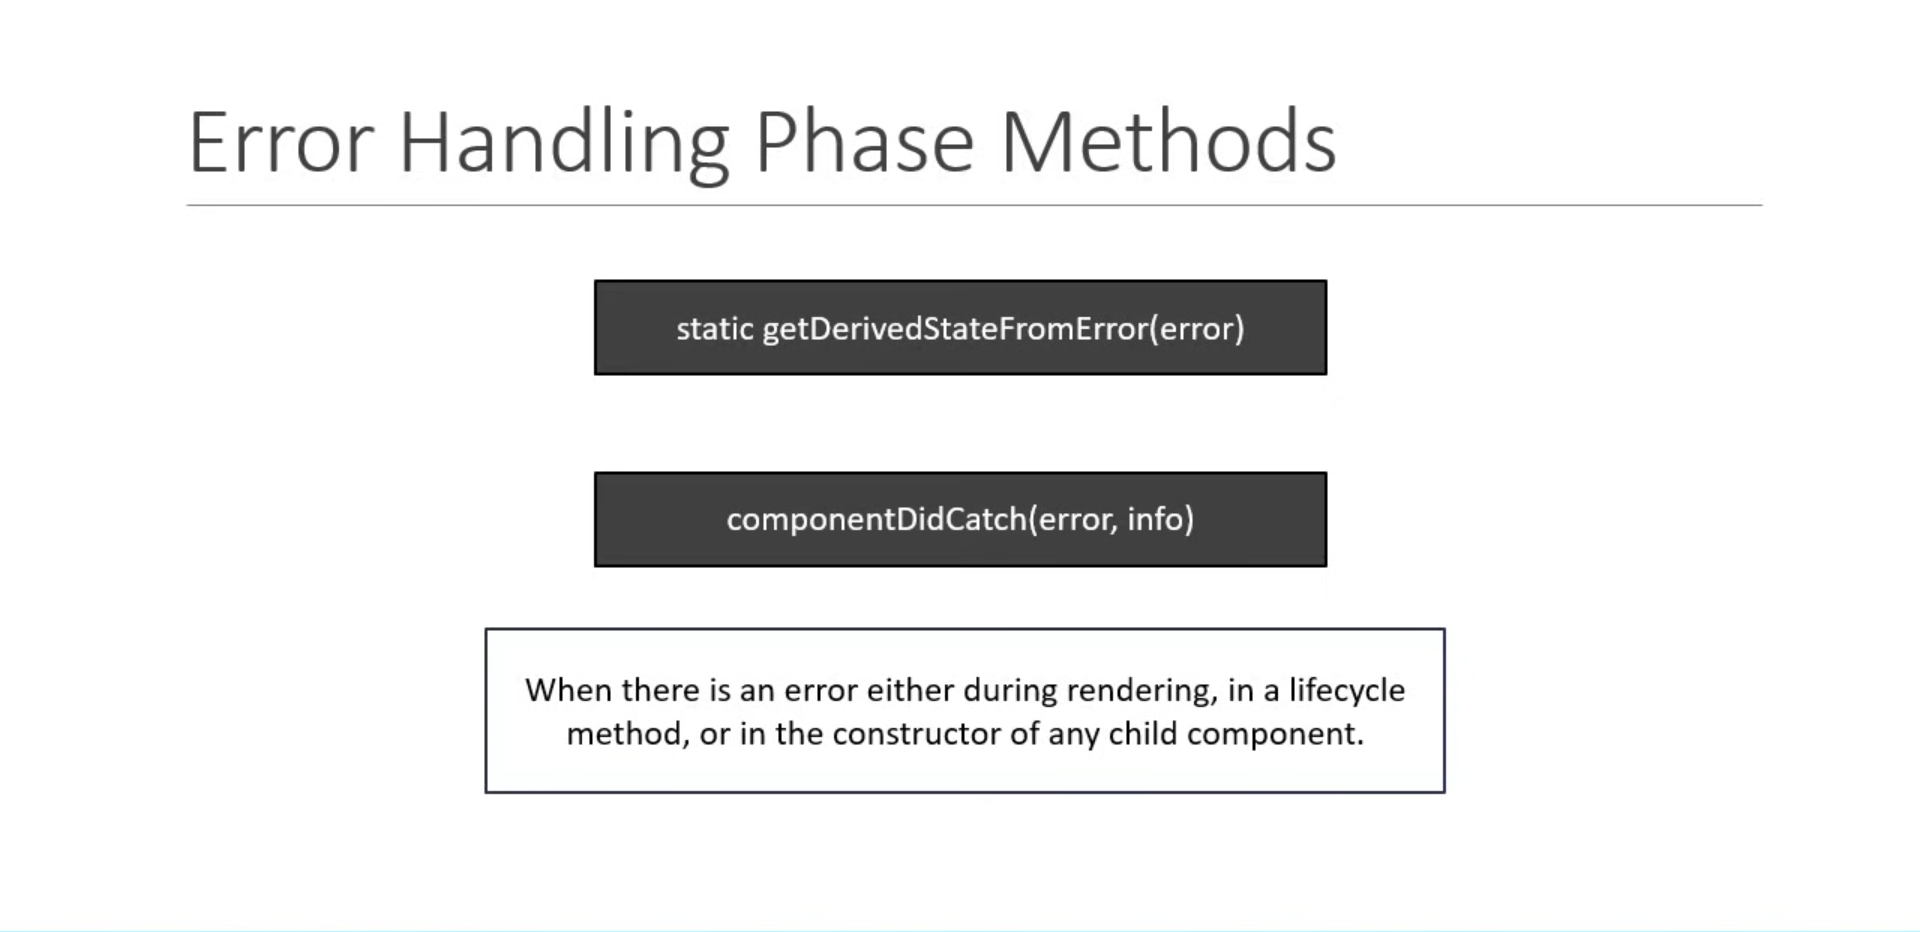 Error Handling Phase Methods
static getDerivedStateFromError(error)
componentDidCatch(error, info)
When there is an error either during rendering, in a lifecycle
method, or in the constructor of any child component.